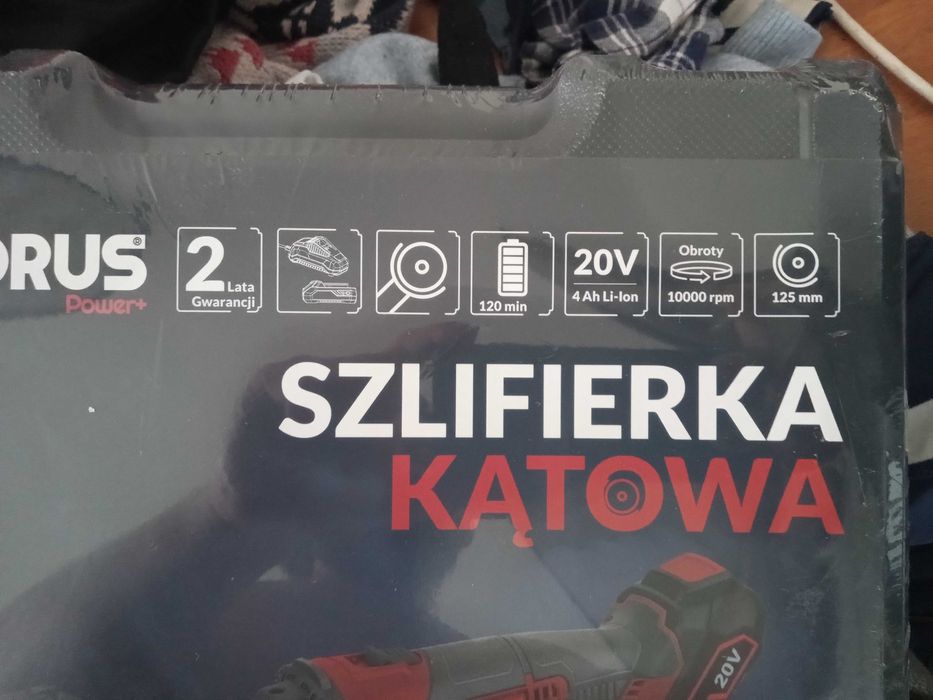 ORUS®
Power+
2 Lata
Gwarancji
120 min
20V
4 Ah Li-Ion
Obroty
10000 rpm
125 mm
SZLIFIERKA
KĄTOWA
20V